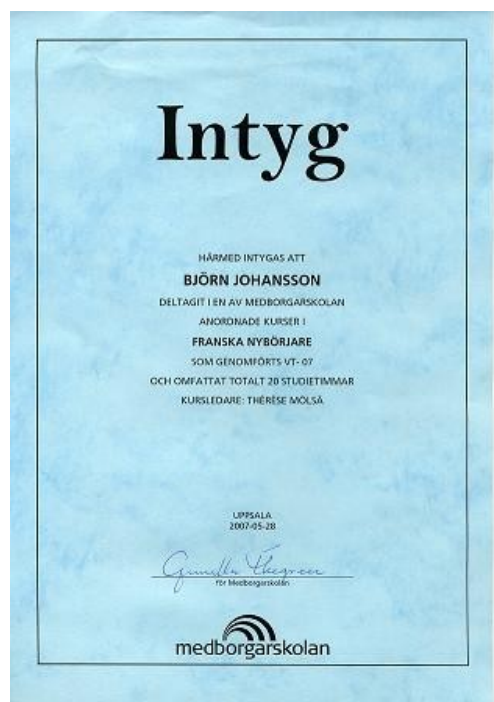 Intyg
HÄRMED INTYGAS ATT
BJÖRN JOHANSSON
DELTAGIT I EN AV MEDBORGARSKOLAN
ANORDNADE KURSER I
FRANSKA NYBÖRJARE
SOM GENOMFÖRTS VT- 07
OCH OMFATTAT TOTALT 20 STUDIETIMMAR
KURSLEDARE: THÉRÈSE MÖLSÄ
UPPSALA
2007-05-28
Gunilla
för Medborgarskolan
medborgarskolan